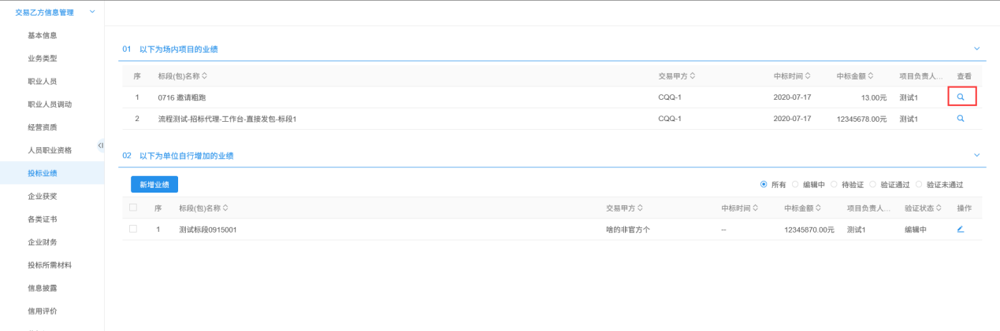 交易乙方信息管理
基本信息
业务类型
职业人员
职业人员调动
经营资质
人员职业资格
投标业绩
企业获奖
各类证书
企业财务
投标所需材料
信息披露
信用评价
01 以下为场内项目的业绩
序 标段(包)名称 交易甲方 中标时间 中标金额 项目负责人... 查看
1 0716 邀请粗跑 CQQ-1 2020-07-17 13.00元 测试1
2 流程测试-招标代理-工作台-直接发包-标段1 CQQ-1 2020-07-17 12345678.00元 测试1
02 以下为单位自行增加的业绩
新增业绩 所有 编辑中 待验证 验证通过 验证未通过
序 标段(包)名称 交易甲方 中标时间 中标金额 项目负责人... 验证状态 操作
1 测试标段0915001 啥的非官方个 -- 12345870.00元 测试1 编辑中